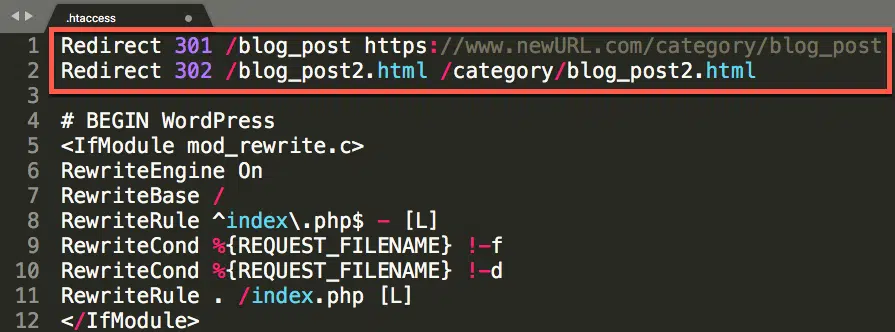 .htaccess
1 Redirect 301 /blog_post https://www.newURL.com/category/blog_post
2 Redirect 302 /blog_post2.html /category/blog_post2.html
3
4 # BEGIN WordPress
5 <IfModule mod_rewrite.c>
6 RewriteEngine On
7 RewriteBase /
8 RewriteRule ^index\.php$ - [L]
9 RewriteCond %{REQUEST_FILENAME} !-f
10 RewriteCond %{REQUEST_FILENAME} !-d
11 RewriteRule . /index.php [L]
12 </IfModule>